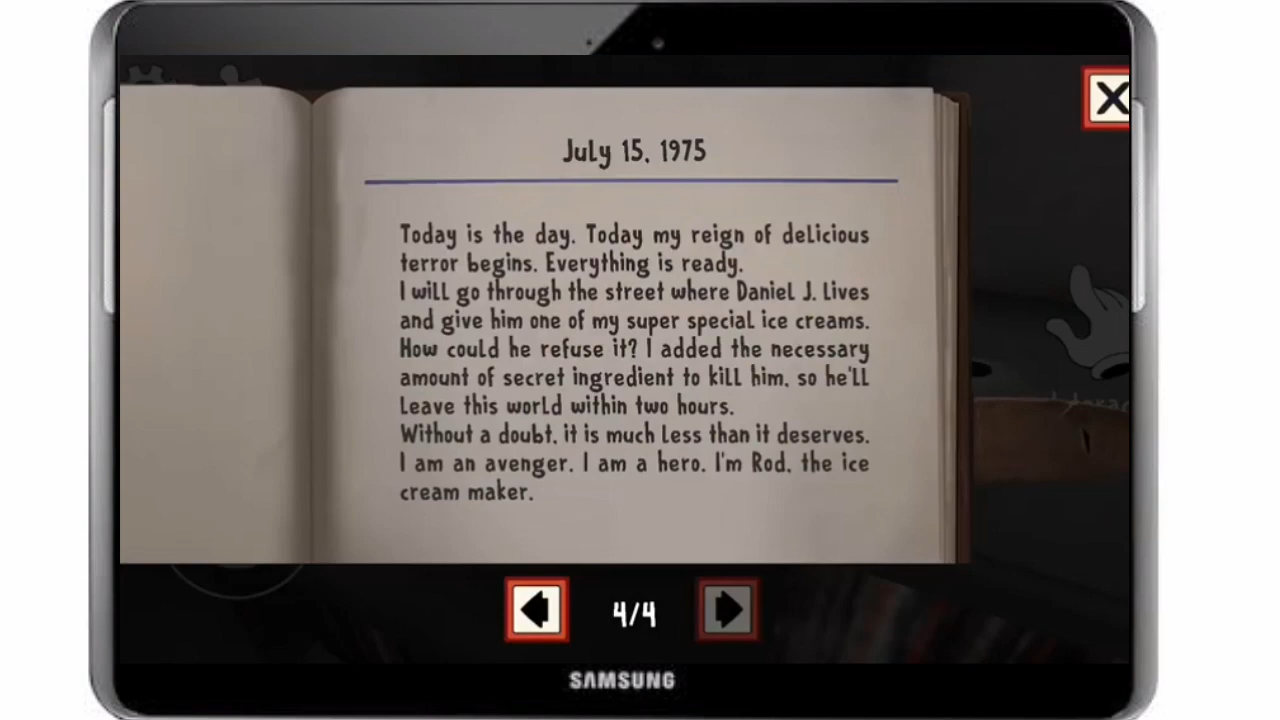 July 15, 1975
Today is the day. Today my reign of delicious
terror begins. Everything is ready.
I will go through the street where Daniel J. Lives
and give him one of my super special ice creams.
How could he refuse it? I added the necessary
amount of secret ingredient to kill him, so he'll
Leave this world within two hours.
Without a doubt, it is much Less than it deserves.
I am an avenger. I am a hero. I'm Rod, the ice
cream maker.
4/4
SAMSUNG